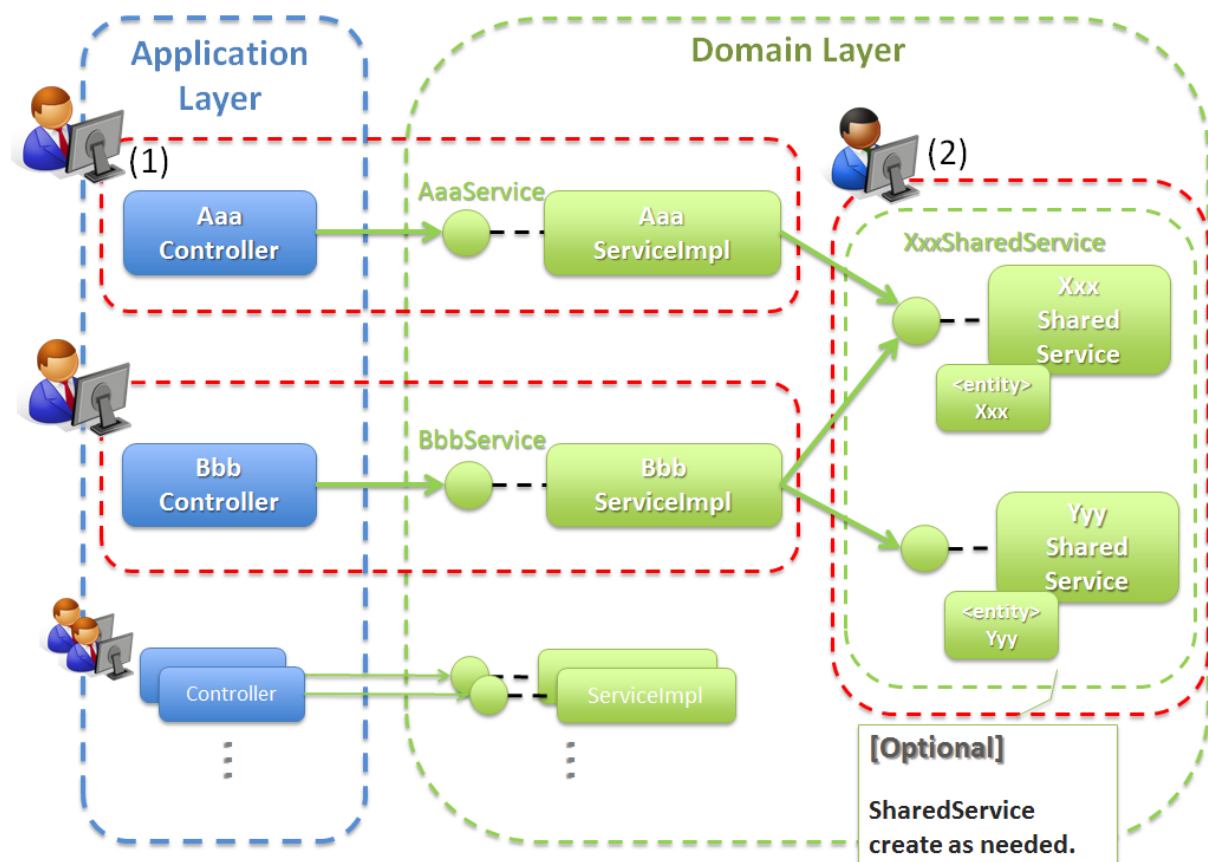 Application
Layer
Domain Layer
(1)
(2)
AaaService
Aaa
Controller
Aaa
ServiceImpl
XxxSharedService
Xxx
Shared
Service
<entity>
Xxx
BbbService
Bbb
Controller
Bbb
ServiceImpl
Yyy
Shared
Service
<entity>
Yyy
Controller
ServiceImpl
[Optional]
SharedService
create as needed.